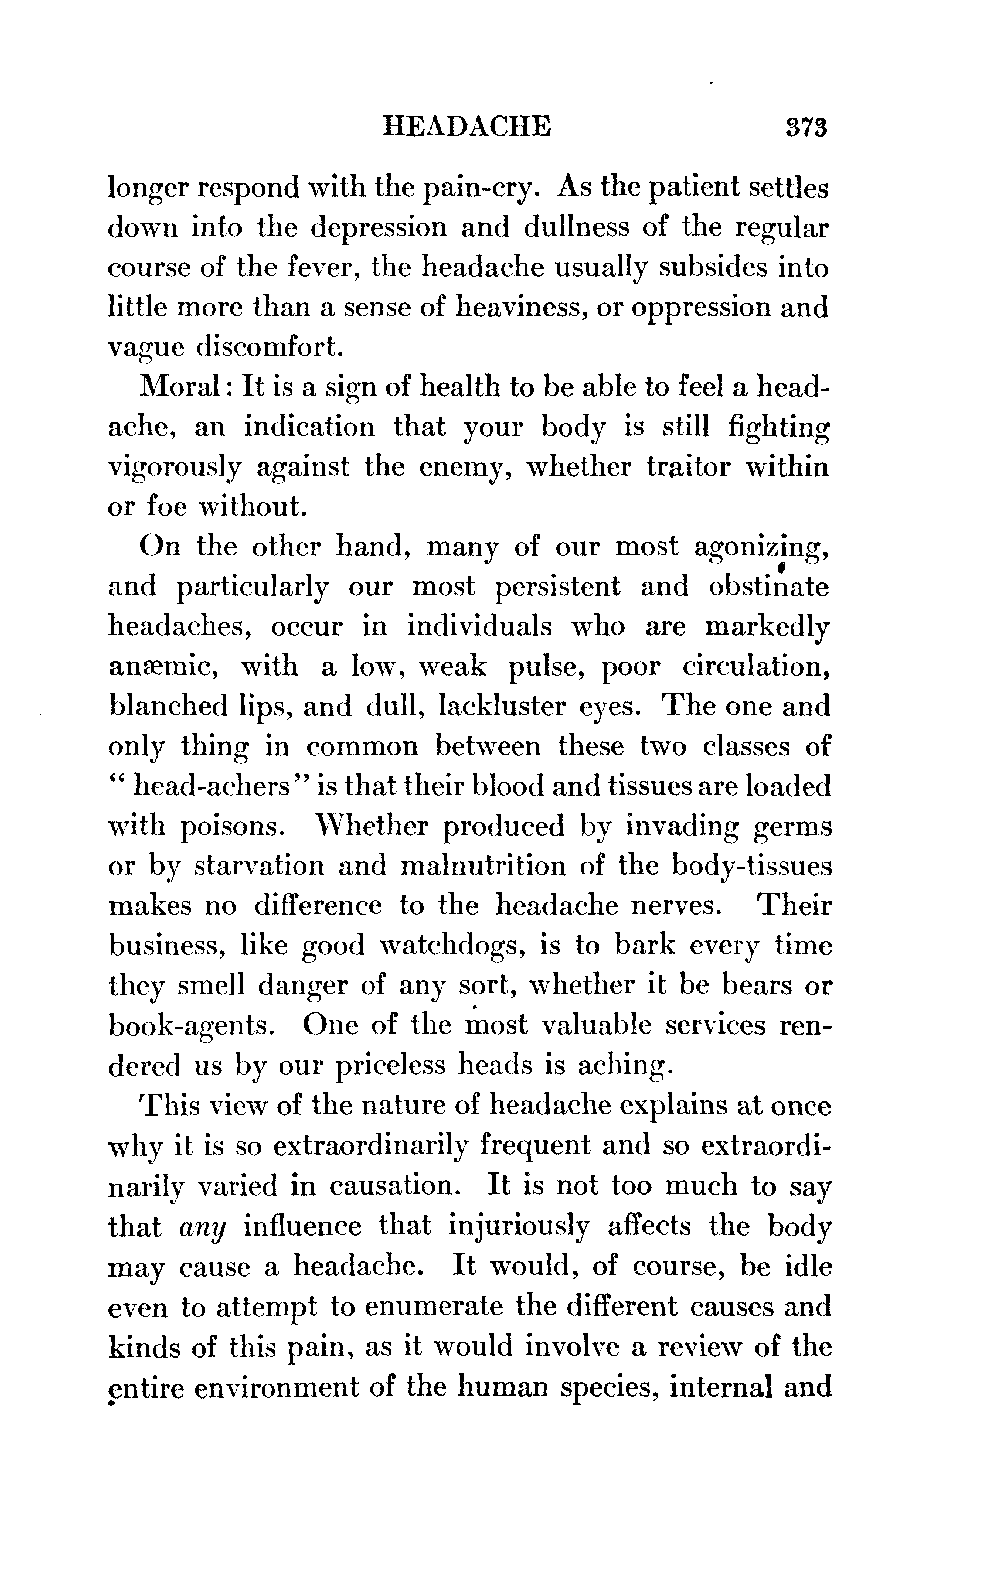 HEADACHE 373
longer respond with the pain-cry. As the patient settles
down into the depression and dullness of the regular
course of the fever, the headache usually subsides into
little more than a sense of heaviness, or oppression and
vague discomfort.
Moral: It is a sign of health to be able to feel a head-
ache, an indication that your body is still fighting
vigorously against the enemy, whether traitor within
or foe without.
On the other hand, many of our most agonizing,
and particularly our most persistent and obstinate
headaches, occur in individuals who are markedly
anæmic, with a low, weak pulse, poor circulation,
blanched lips, and dull, lackluster eyes. The one and
only thing in common between these two classes of
“head-achers” is that their blood and tissues are loaded
with poisons. Whether produced by invading germs
or by starvation and malnutrition of the body-tissues
makes no difference to the headache nerves. Their
business, like good watchdogs, is to bark every time
they smell danger of any sort, whether it be bears or
book-agents. One of the most valuable services ren-
dered us by our priceless heads is aching.
This view of the nature of headache explains at once
why it is so extraordinarily frequent and so extraordi-
narily varied in causation. It is not too much to say
that any influence that injuriously affects the body
may cause a headache. It would, of course, be idle
even to attempt to enumerate the different causes and
kinds of this pain, as it would involve a review of the
entire environment of the human species, internal and